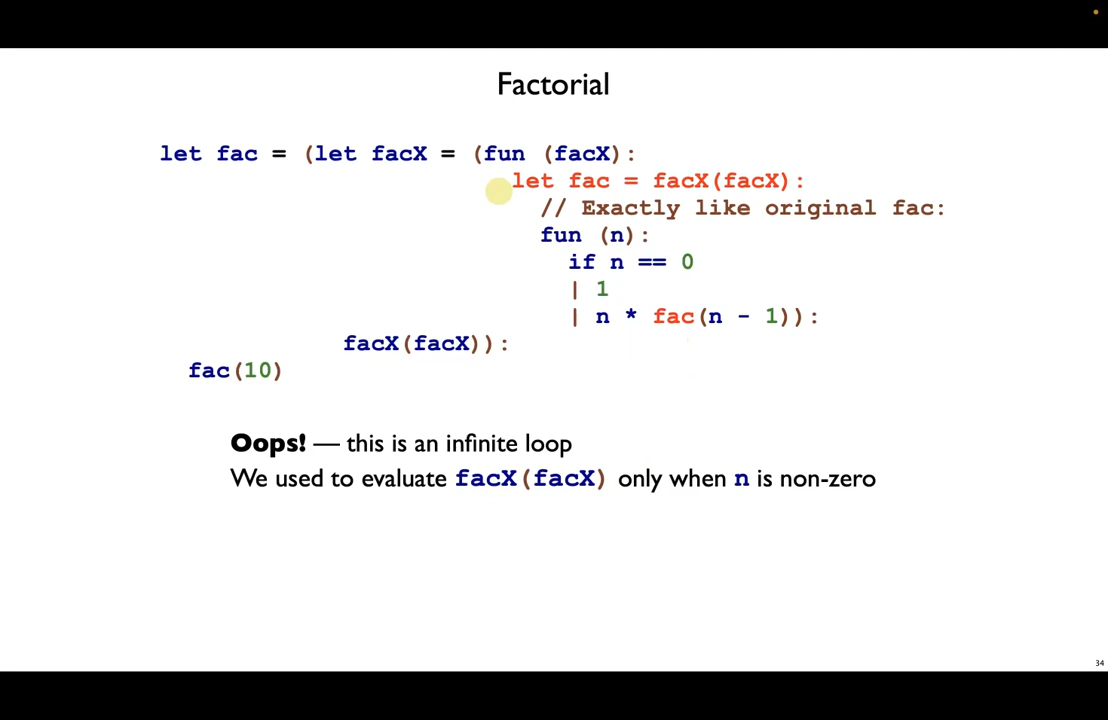 Factorial
let fac = (let facX = (fun (facX):
let fac = facX(facX):
// Exactly like original fac:
fun (n):
if n == 0
| 1
| n * fac(n - 1)):
facX(facX)):
fac(10)
Oops! — this is an infinite loop
We used to evaluate facX(facX) only when n is non-zero
34